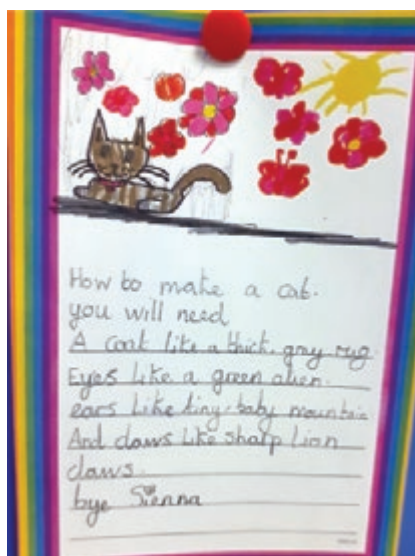 How to make a cat.
you will need
A coat like a thick, gray rug.
Eyes like a green alien.
ears like tiny baby mountain
And claws like sharp lion
claws.
bye Sienna